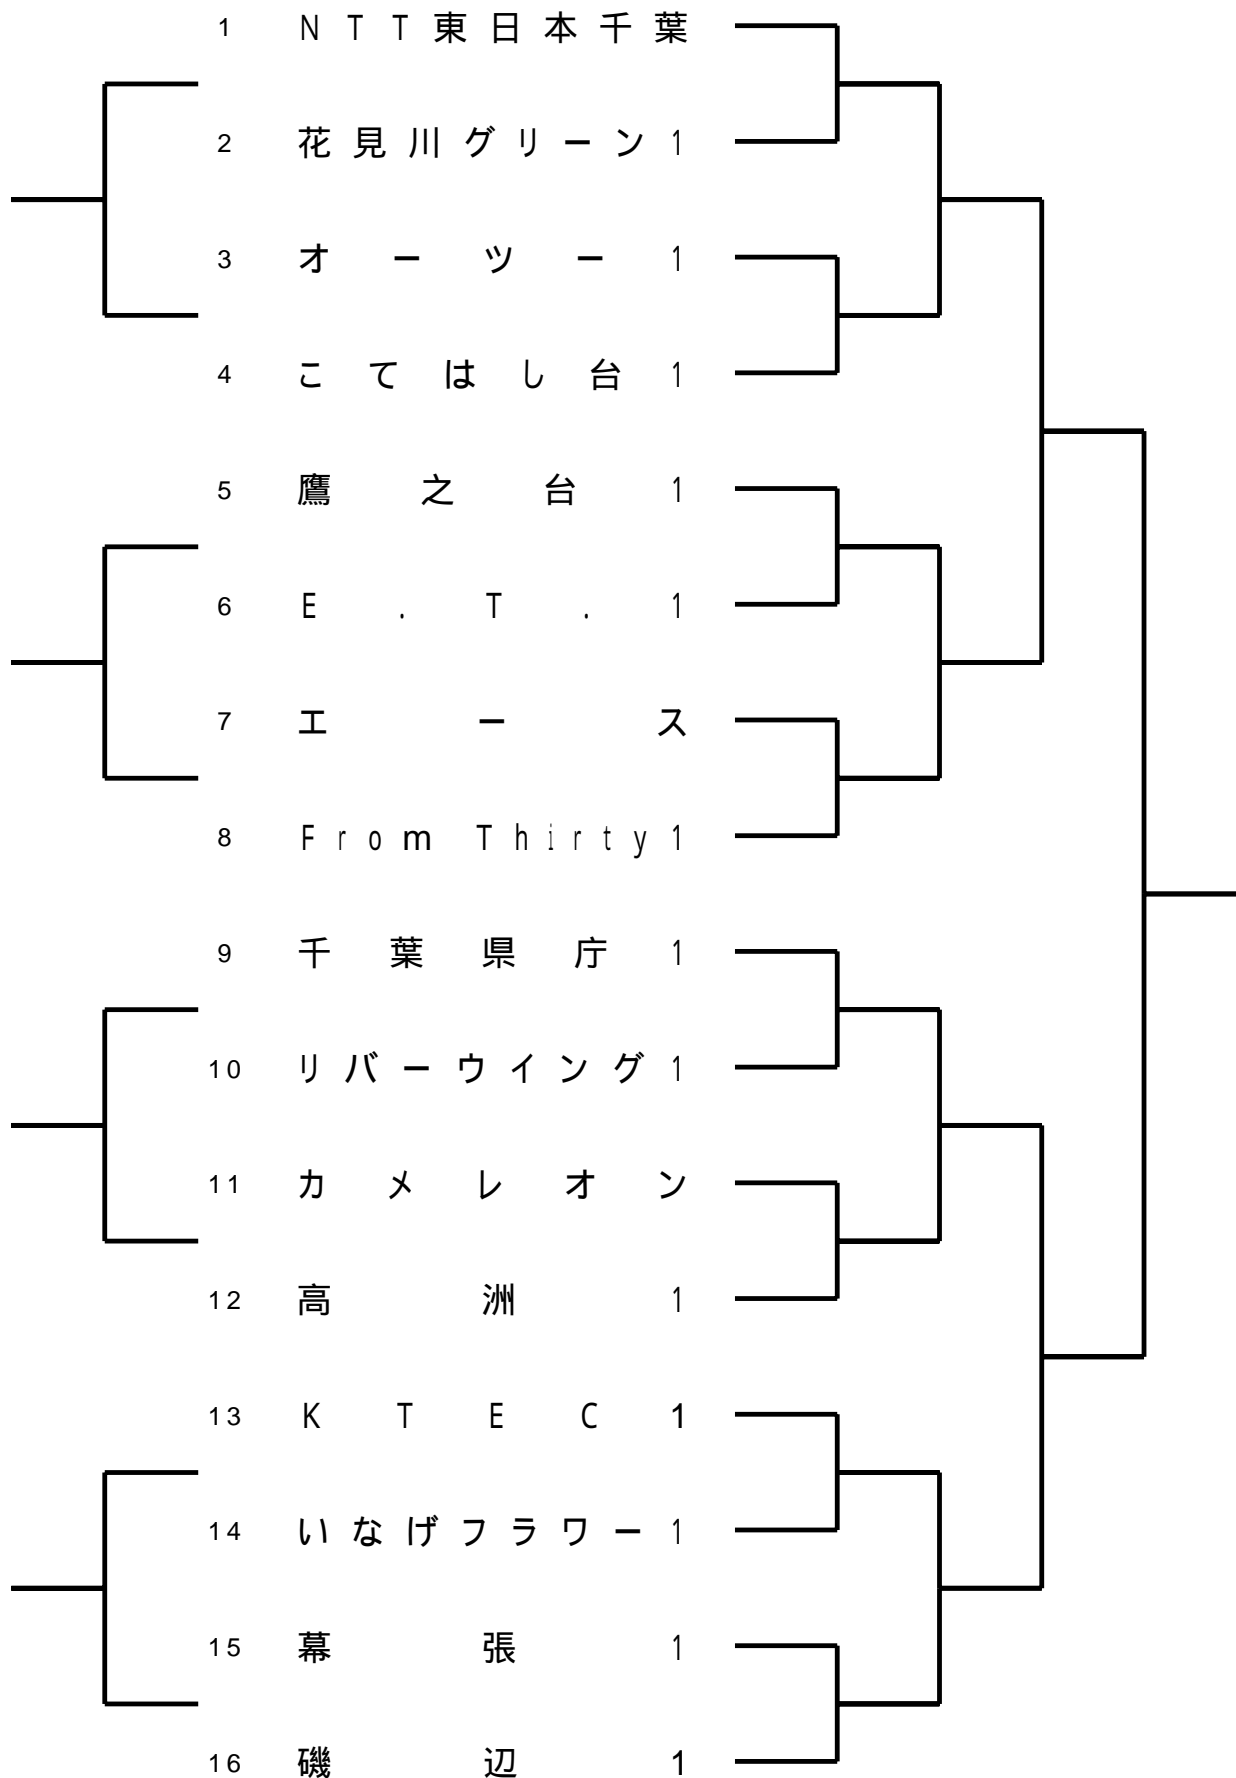 1 NTT東日本千葉
2 花見川グリーン1
3 オーツー1
4 こてはし台1
5 鷹之台1
6 E.T.1
7 エース
8 From Thirty1
9 千葉県庁1
10 リバーウイング1
11 カメレオン
12 高洲1
13 KTEC1
14 いなげフラワー1
15 幕張1
16 磯辺1